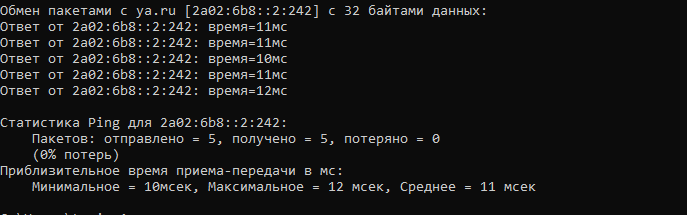 Обмен пакетами с ya.ru [2a02:6b8::2:242] с 32 байтами данных:
Ответ от 2a02:6b8::2:242: время=11мс
Ответ от 2a02:6b8::2:242: время=11мс
Ответ от 2a02:6b8::2:242: время=10мс
Ответ от 2a02:6b8::2:242: время=11мс
Ответ от 2a02:6b8::2:242: время=12мс
Статистика Ping для 2a02:6b8::2:242:
Пакетов: отправлено = 5, получено = 5, потеряно = 0
(0% потерь)
Приблизительное время приема-передачи в мс:
Минимальное = 10мсек, Максимальное = 12 мсек, Среднее = 11 мсек